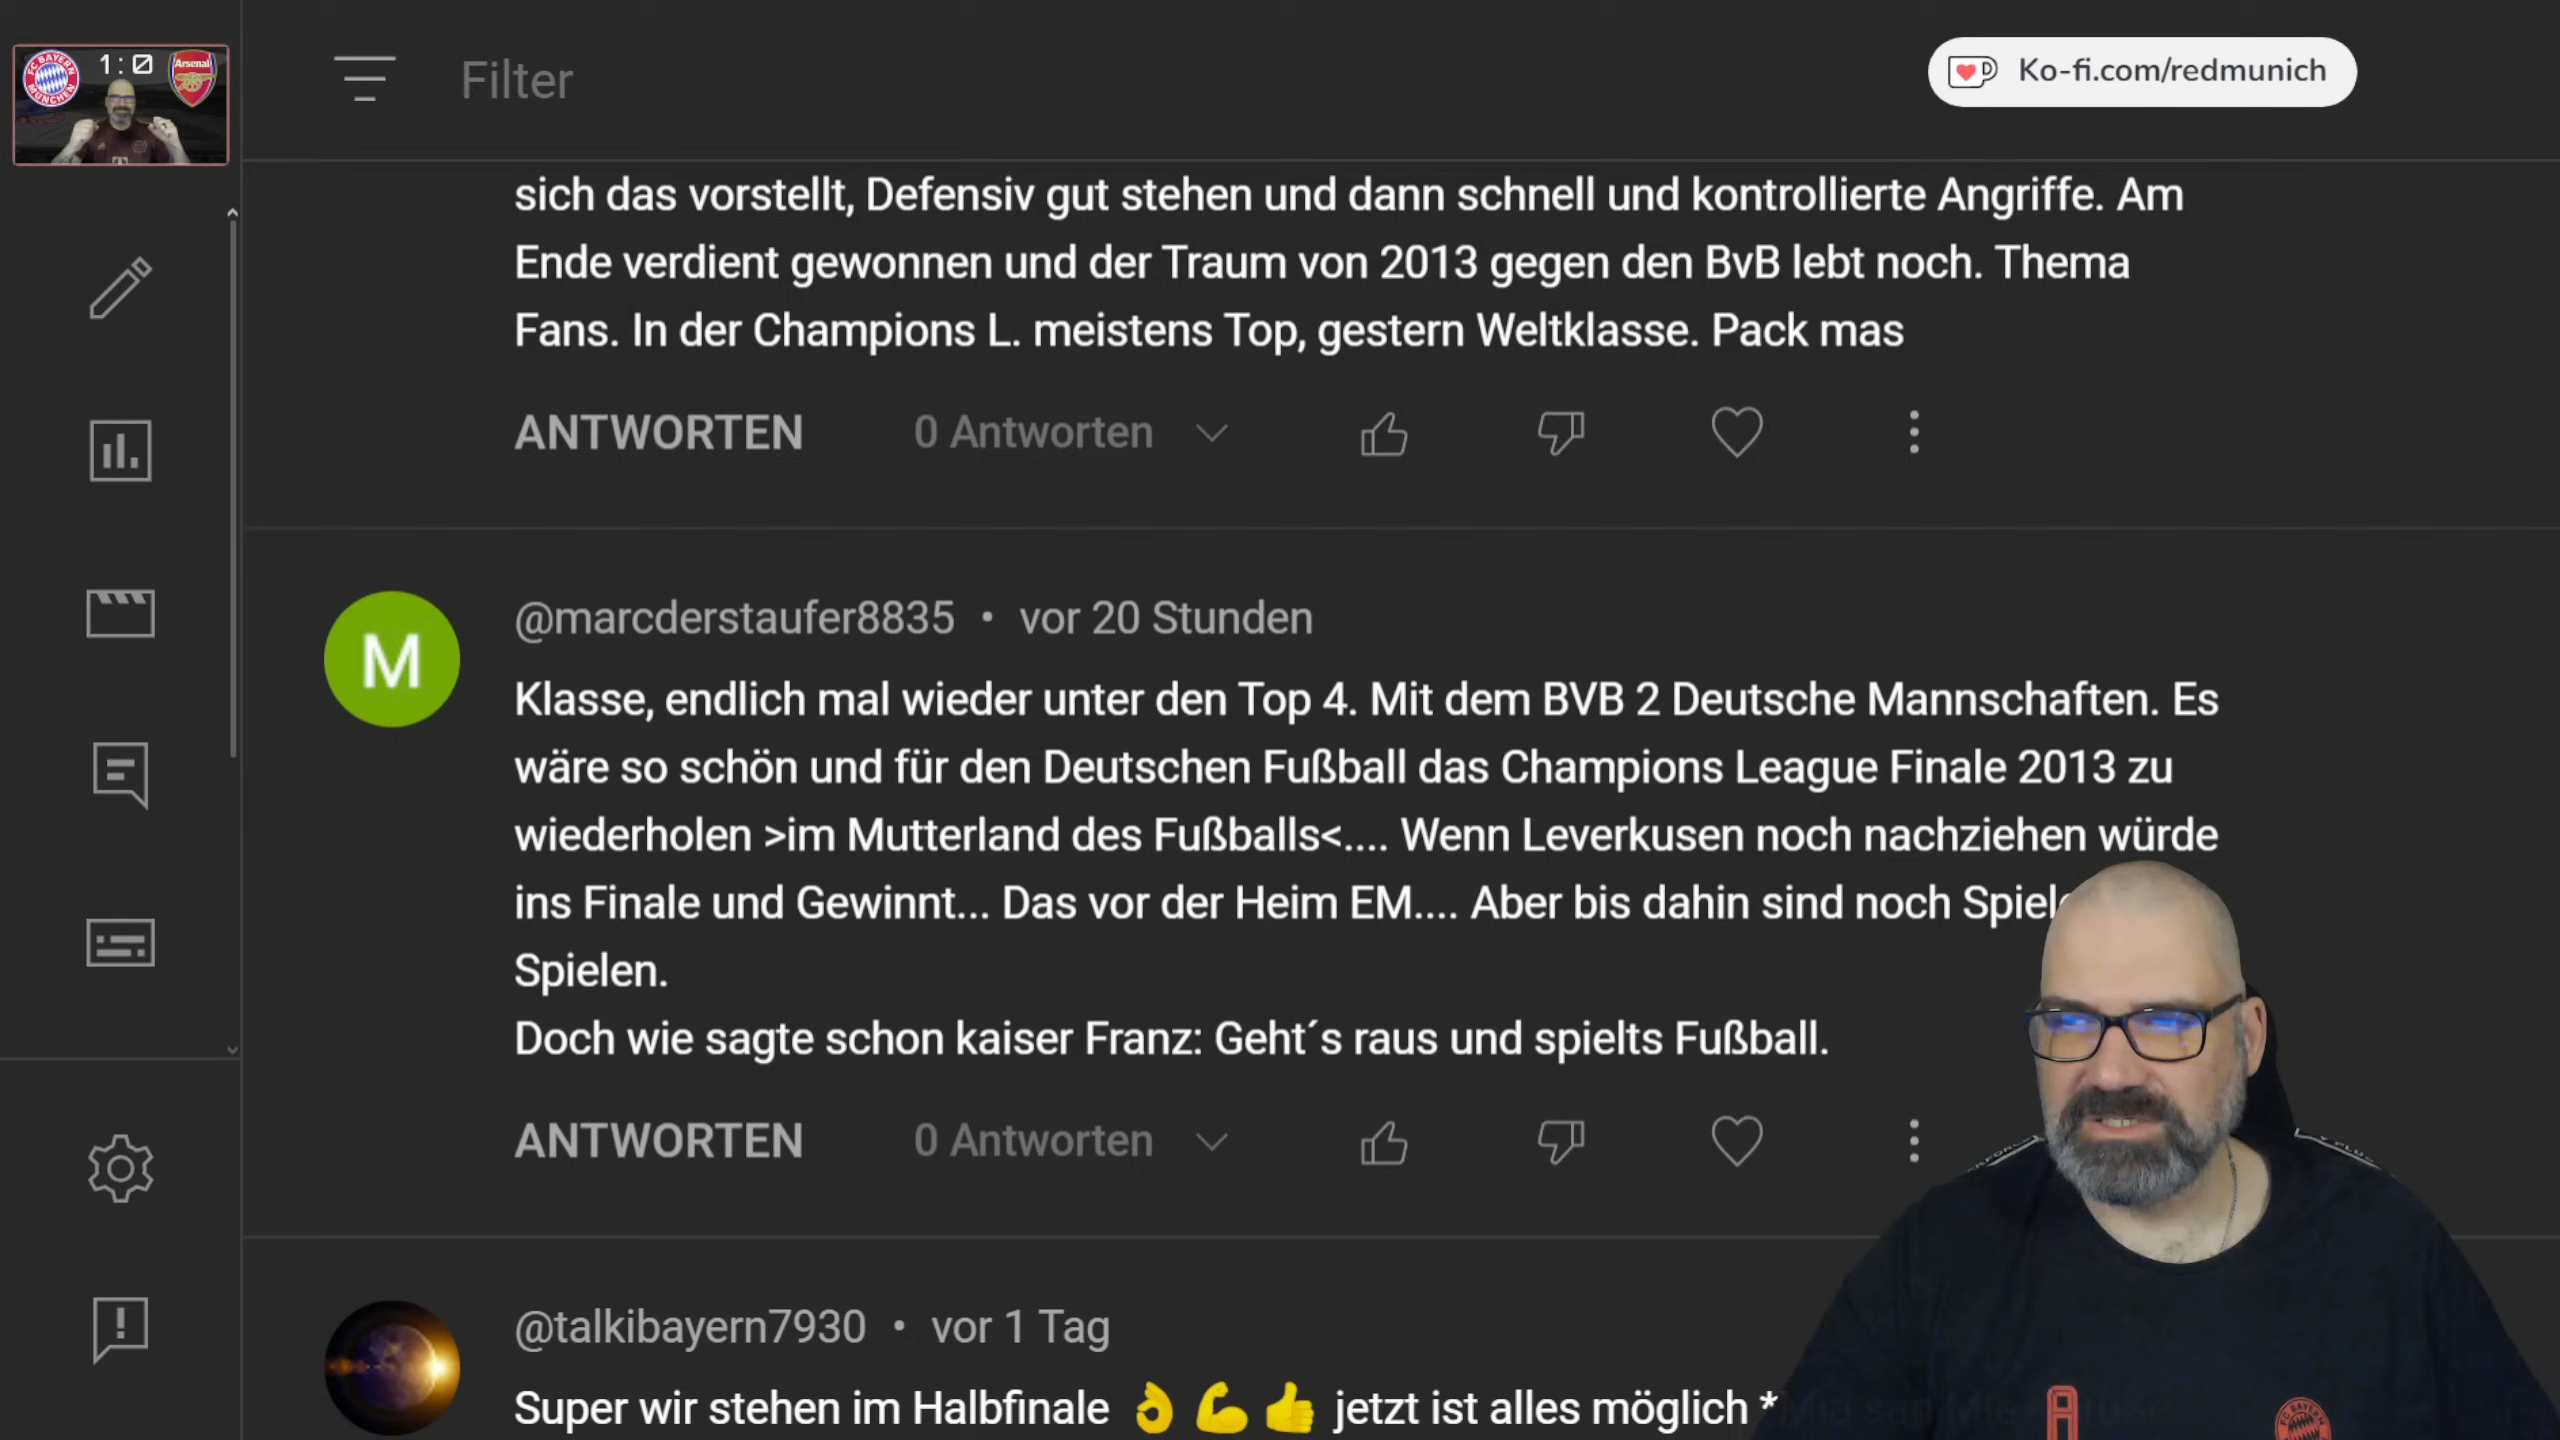 FC BAYERN
MÜNCHEN
1:0
Arsenal
Filter
Ko-fi.com/redmunich
sich das vorstellt, Defensiv gut stehen und dann schnell und kontrollierte Angriffe. Am
Ende verdient gewonnen und der Traum von 2013 gegen den BvB lebt noch. Thema
Fans. In der Champions L. meistens Top, gestern Weltklasse. Pack mas
ANTWORTEN 0 Antworten
M
@marcderstaufer8835 • vor 20 Stunden
Klasse, endlich mal wieder unter den Top 4. Mit dem BVB 2 Deutsche Mannschaften. Es
wäre so schön und für den Deutschen Fußball das Champions League Finale 2013 zu
wiederholen >im Mutterland des Fußballs<.... Wenn Leverkusen noch nachziehen würde
ins Finale und Gewinnt... Das vor der Heim EM.... Aber bis dahin sind noch
Spielen.
Doch wie sagte schon kaiser Franz: Geht´s raus und spielts Fußball.
ANTWORTEN 0 Antworten
@talkibayern7930 • vor 1 Tag
Super wir stehen im Halbfinale 👌 💪 👍 jetzt ist alles möglich *Mia san